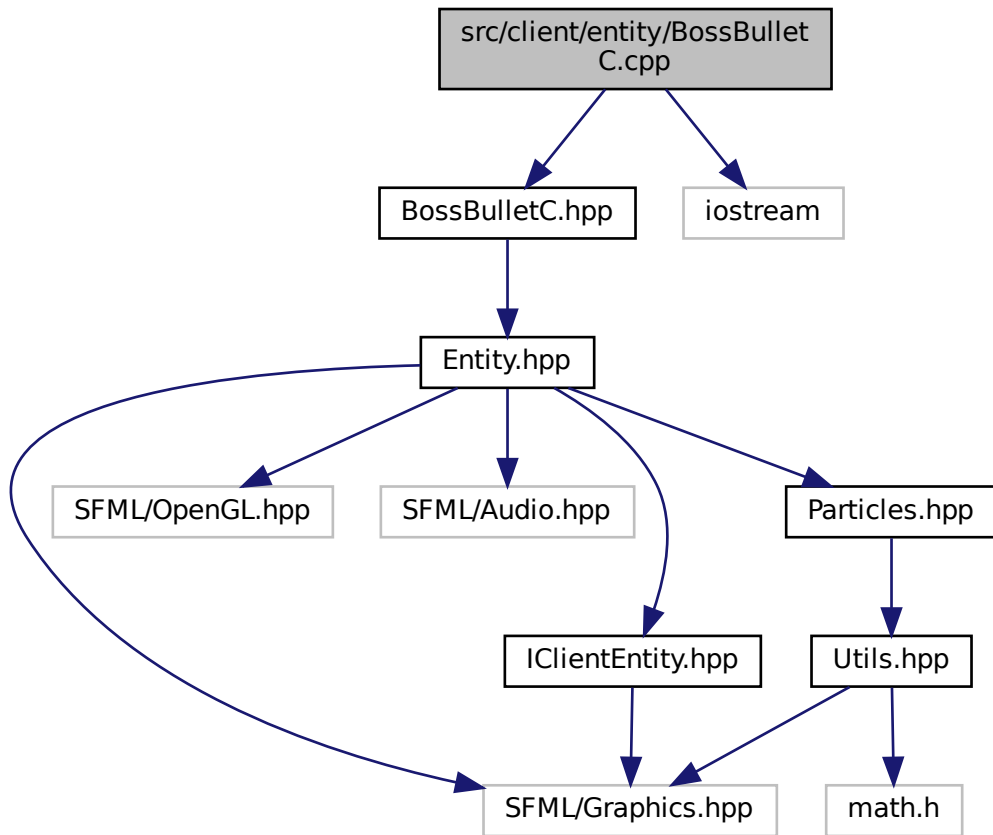 src/client/entity/BossBullet
C.cpp
BossBulletC.hpp
iostream
Entity.hpp
SFML/OpenGL.hpp
SFML/Audio.hpp
Particles.hpp
IClientEntity.hpp
Utils.hpp
SFML/Graphics.hpp
math.h